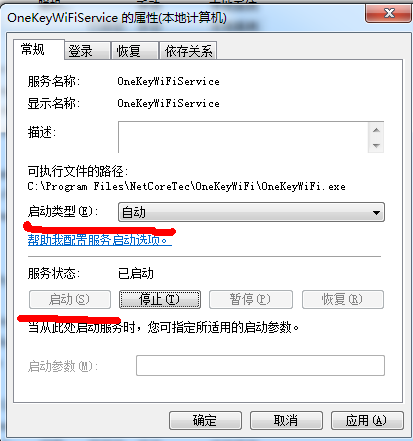 OneKeyWiFiService 的属性(本地计算机)
常规 登录 恢复 依存关系
服务名称: OneKeyWiFiService
显示名称: OneKeyWiFiService
描述:
可执行文件的路径:
C:\Program Files\NetCoreTec\OneKeyWiFi\OneKeyWiFi.exe
启动类型(E): 自动
帮助我配置服务启动选项。
服务状态: 已启动
启动(S) 停止(T) 暂停(P) 恢复(R)
当从此处启动服务时，您可指定所适用的启动参数。
启动参数(M):
确定 取消 应用(A)